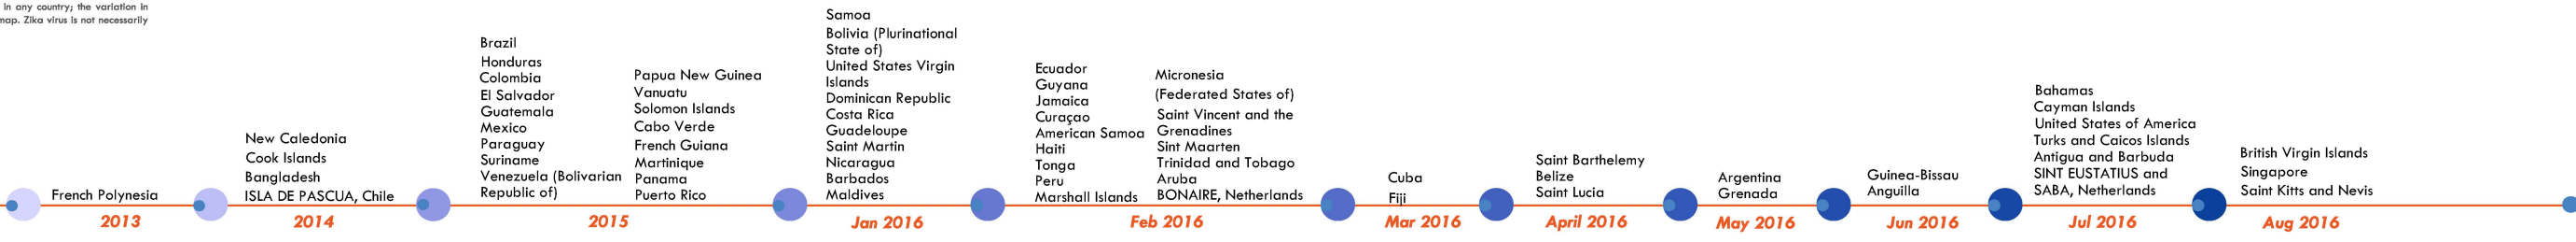 in any country; the variation in
map. Zika virus is not necessarily
French Polynesia
2013
New Caledonia
Cook Islands
Bangladesh
ISLA DE PASCUA, Chile
2014
Brazil
Honduras
Colombia
El Salvador
Guatemala
Mexico
Paraguay
Suriname
Venezuela (Bolivarian
Republic of)
Papua New Guinea
Vanuatu
Solomon Islands
Cabo Verde
French Guiana
Martinique
Panama
Puerto Rico
2015
Samoa
Bolivia (Plurinational
State of)
United States Virgin
Islands
Dominican Republic
Costa Rica
Guadeloupe
Saint Martin
Nicaragua
Barbados
Maldives
Jan 2016
Ecuador
Guyana
Jamaica
Curaçao
American Samoa
Haiti
Tonga
Peru
Marshall Islands
Micronesia
(Federated States of)
Saint Vincent and the
Grenadines
Sint Maarten
Trinidad and Tobago
Aruba
BONAIRE, Netherlands
Feb 2016
Cuba
Fiji
Mar 2016
Saint Barthelemy
Belize
Saint Lucia
April 2016
Argentina
Grenada
May 2016
Guinea-Bissau
Anguilla
Jun 2016
Bahamas
Cayman Islands
United States of America
Turks and Caicos Islands
Antigua and Barbuda
SINT EUSTATIUS and
SABA, Netherlands
Jul 2016
British Virgin Islands
Singapore
Saint Kitts and Nevis
Aug 2016